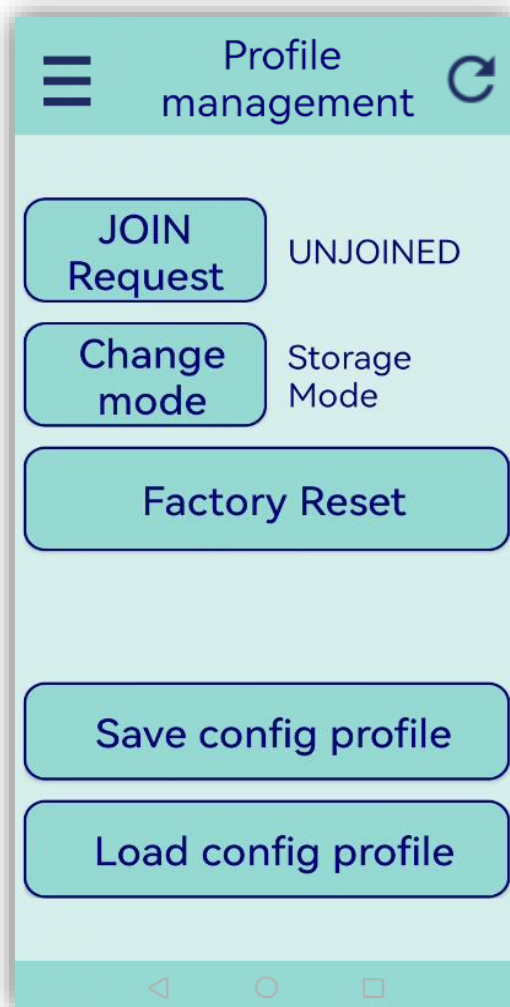 Profile
management
JOIN
Request
UNJOINED
Change
mode
Storage
Mode
Factory Reset
Save config profile
Load config profile